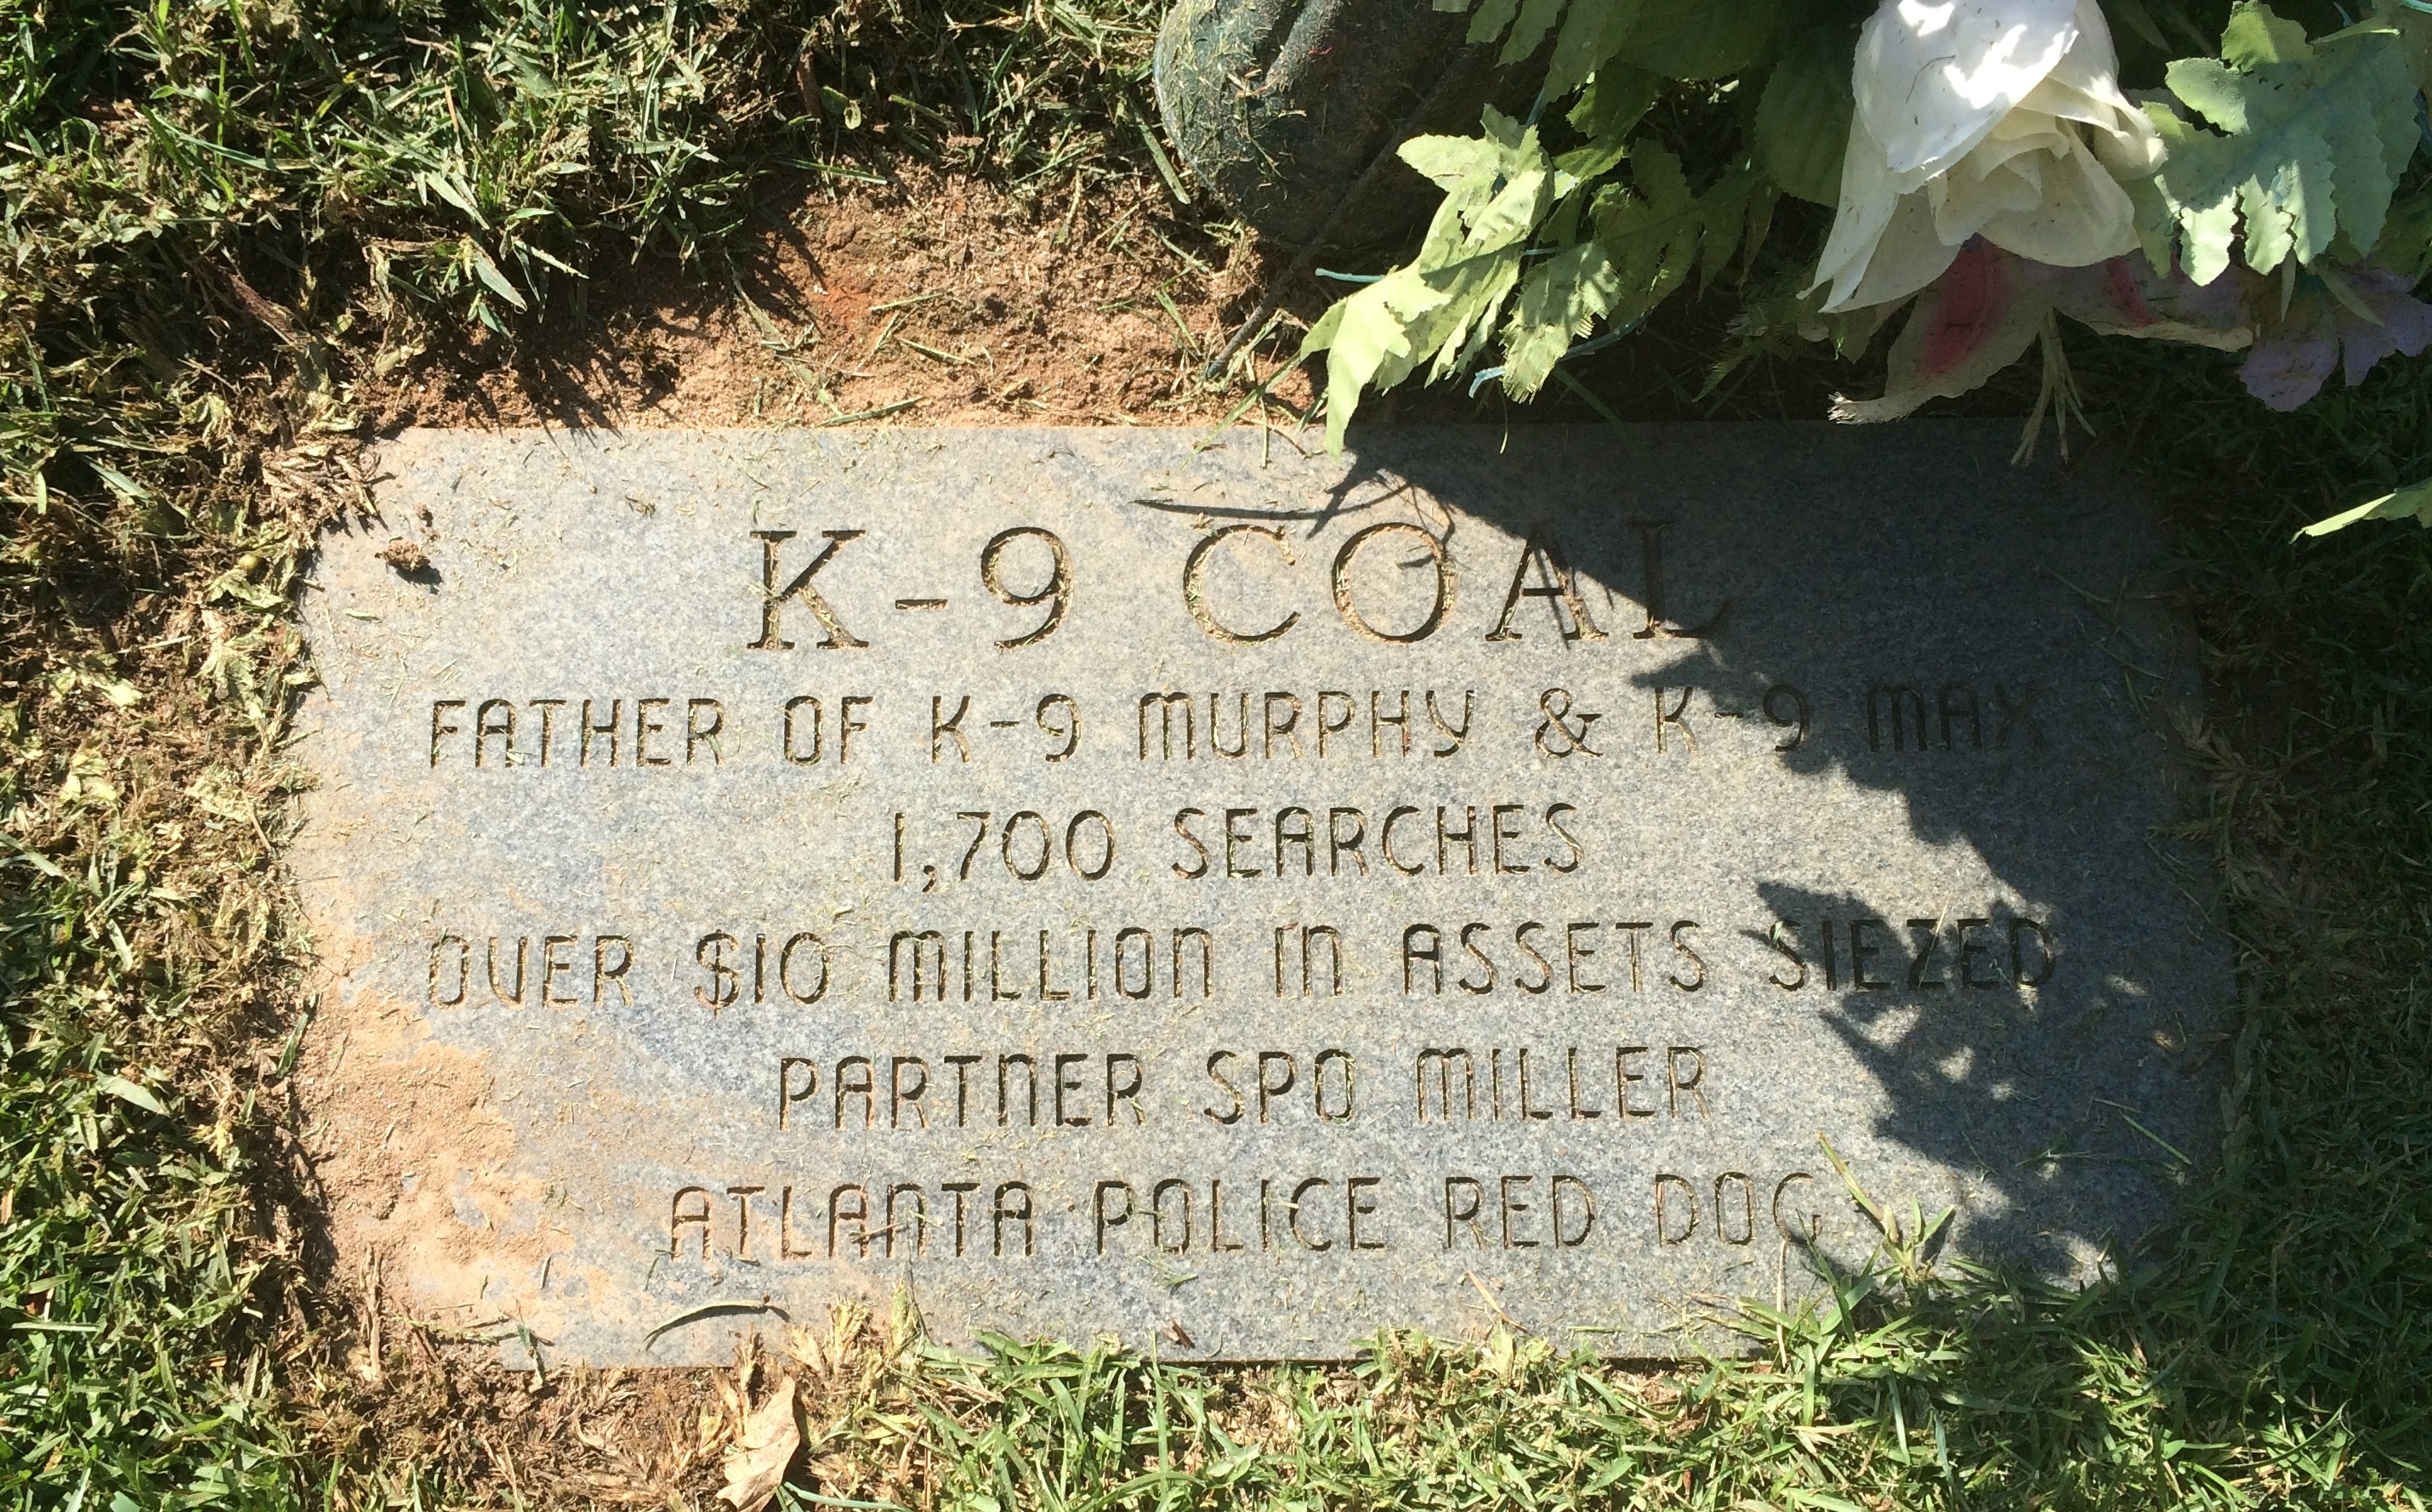 K-9 COAL
FATHER OF K-9 MURPHY & K-9 MAX
1,700 SEARCHES
OVER $10 MILLION IN ASSETS SIEZED
PARTNER SPO MILLER
ATLANTA POLICE RED DOG